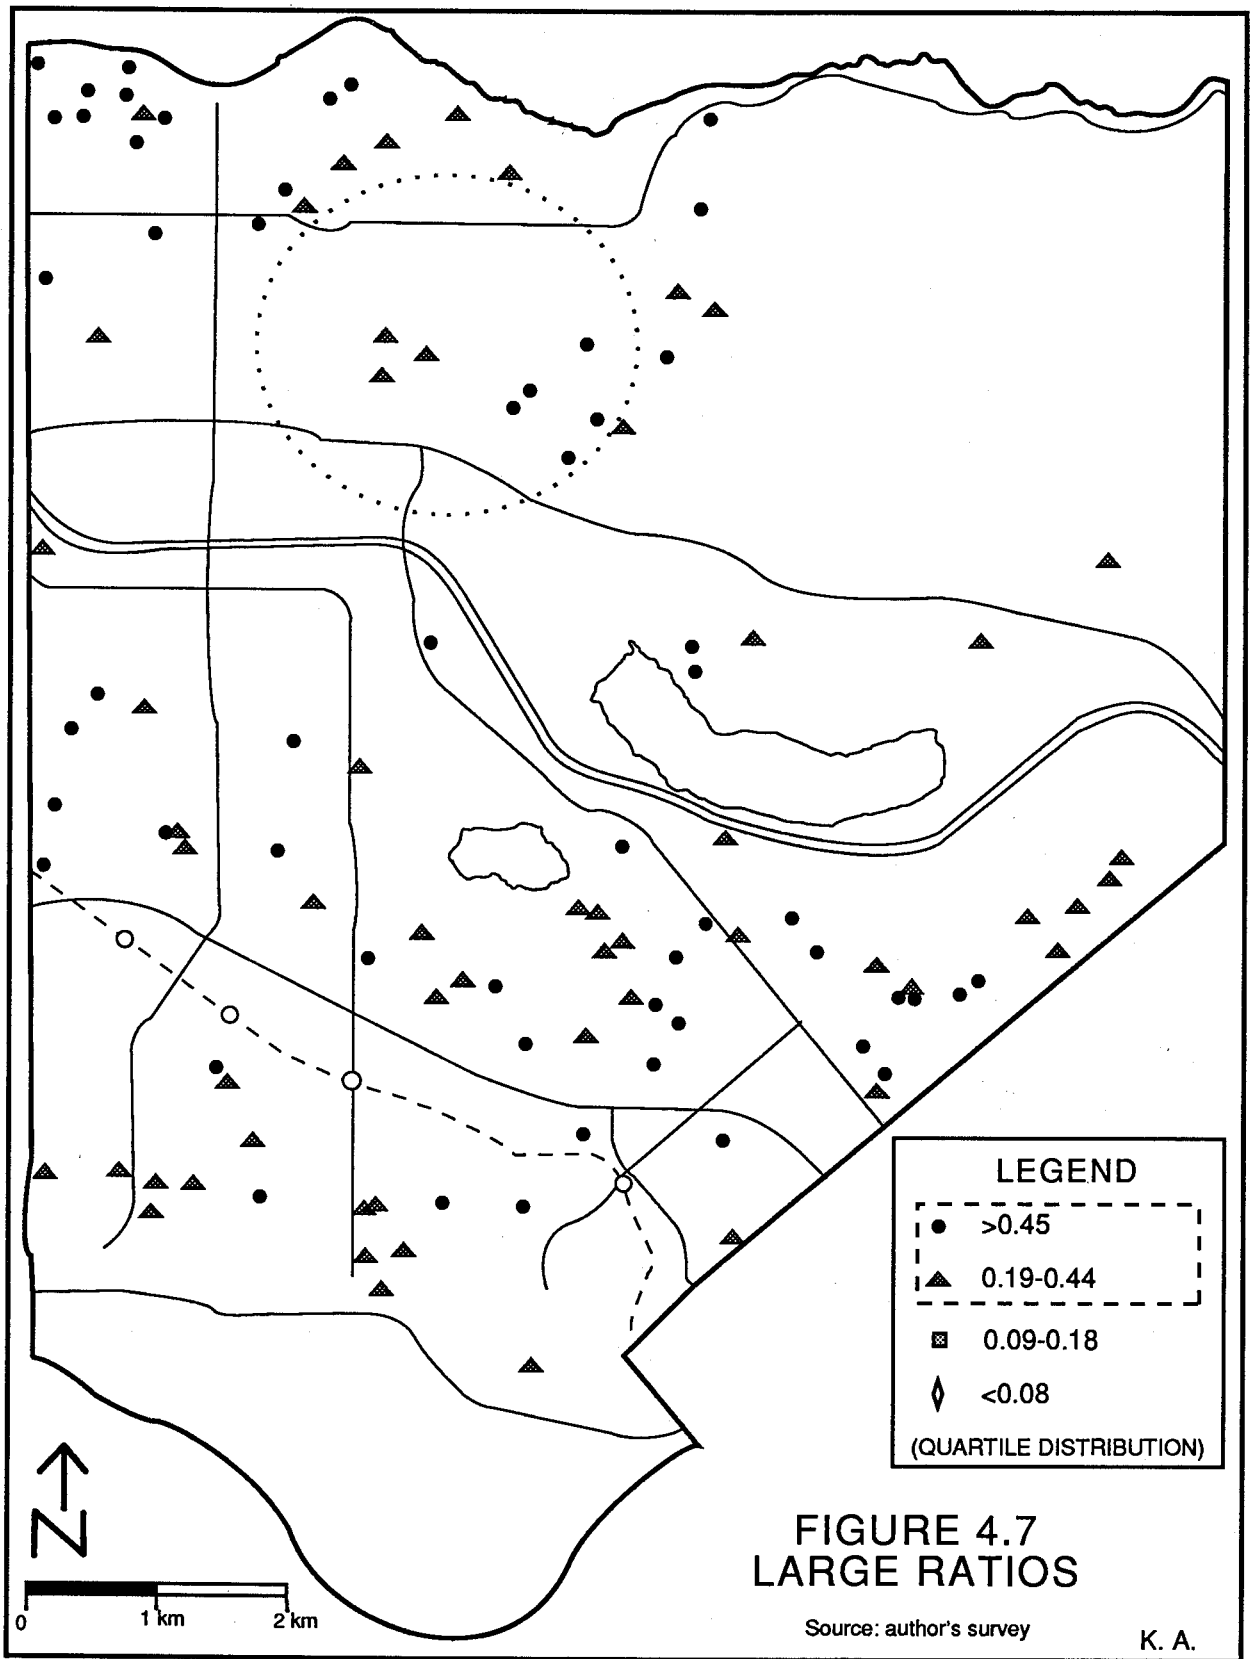 LEGEND
>0.45
0.19-0.44
0.09-0.18
<0.08
(QUARTILE DISTRIBUTION)
N
0 1 km 2 km
FIGURE 4.7
LARGE RATIOS
Source: author's survey
K. A.